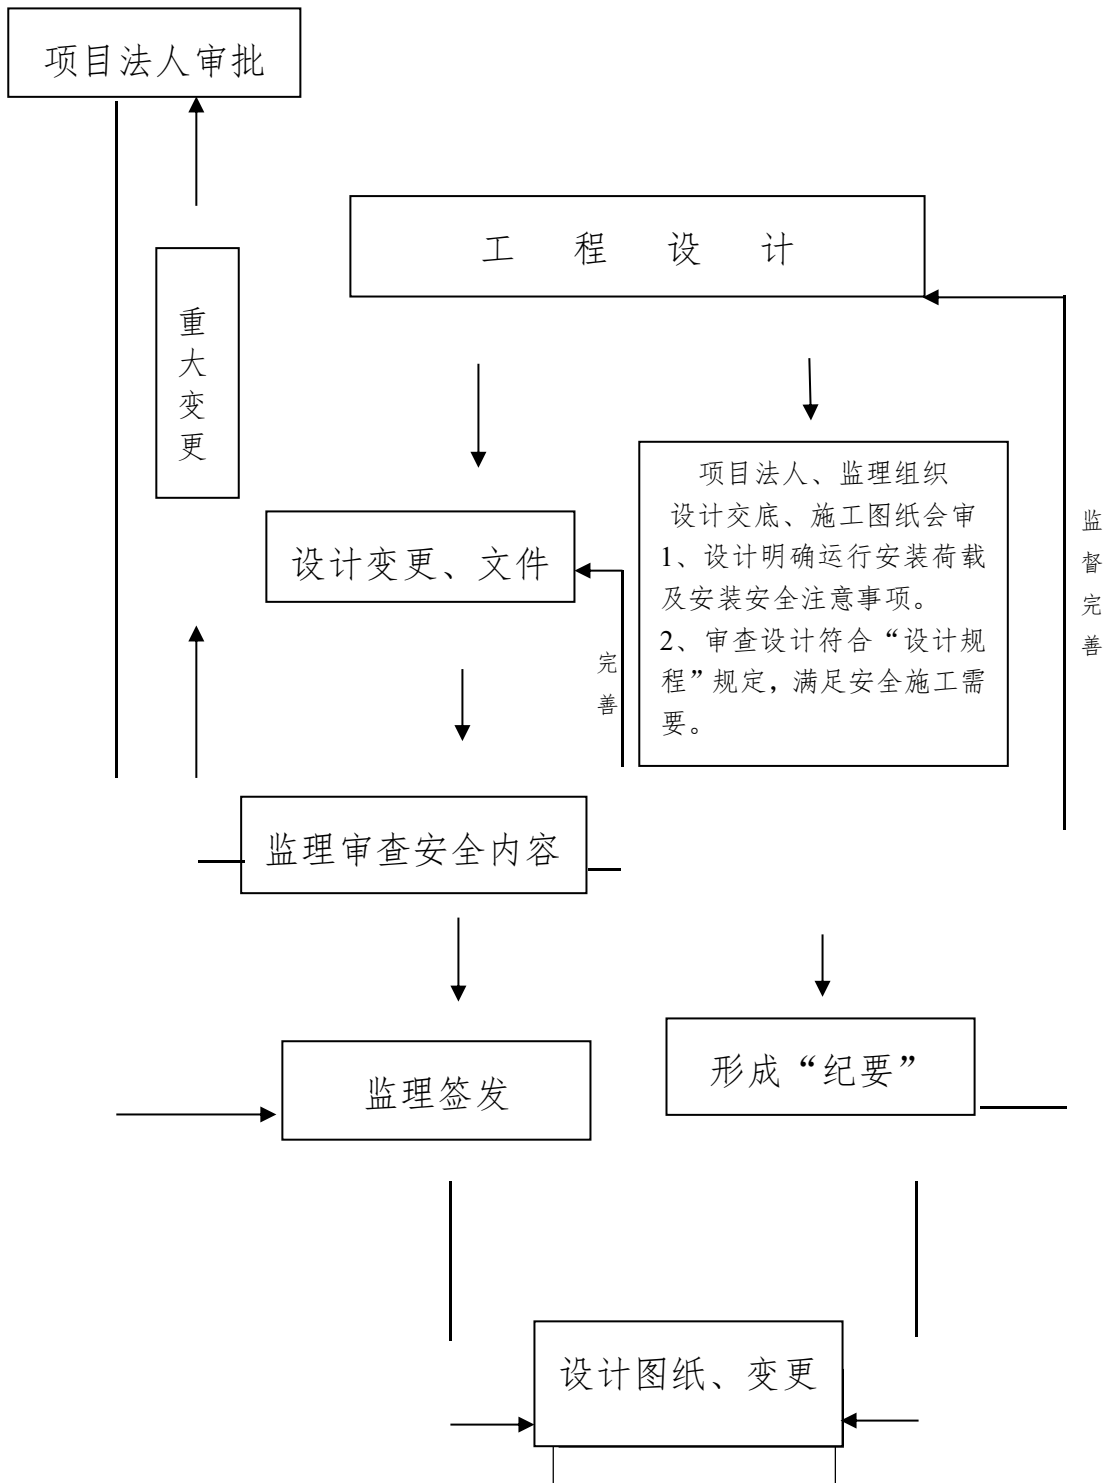 项目法人审批
工 程 设 计
重
大
变
更
项目法人、监理组织
设计交底、施工图纸会审
1、设计明确运行安装荷载
及安装安全注意事项。
2、审查设计符合“设计规
程”规定，满足安全施工需
要。
监
督
完
善
设计变更、文件
完
善
监理审查安全内容
监理签发
形成“纪要”
设计图纸、变更